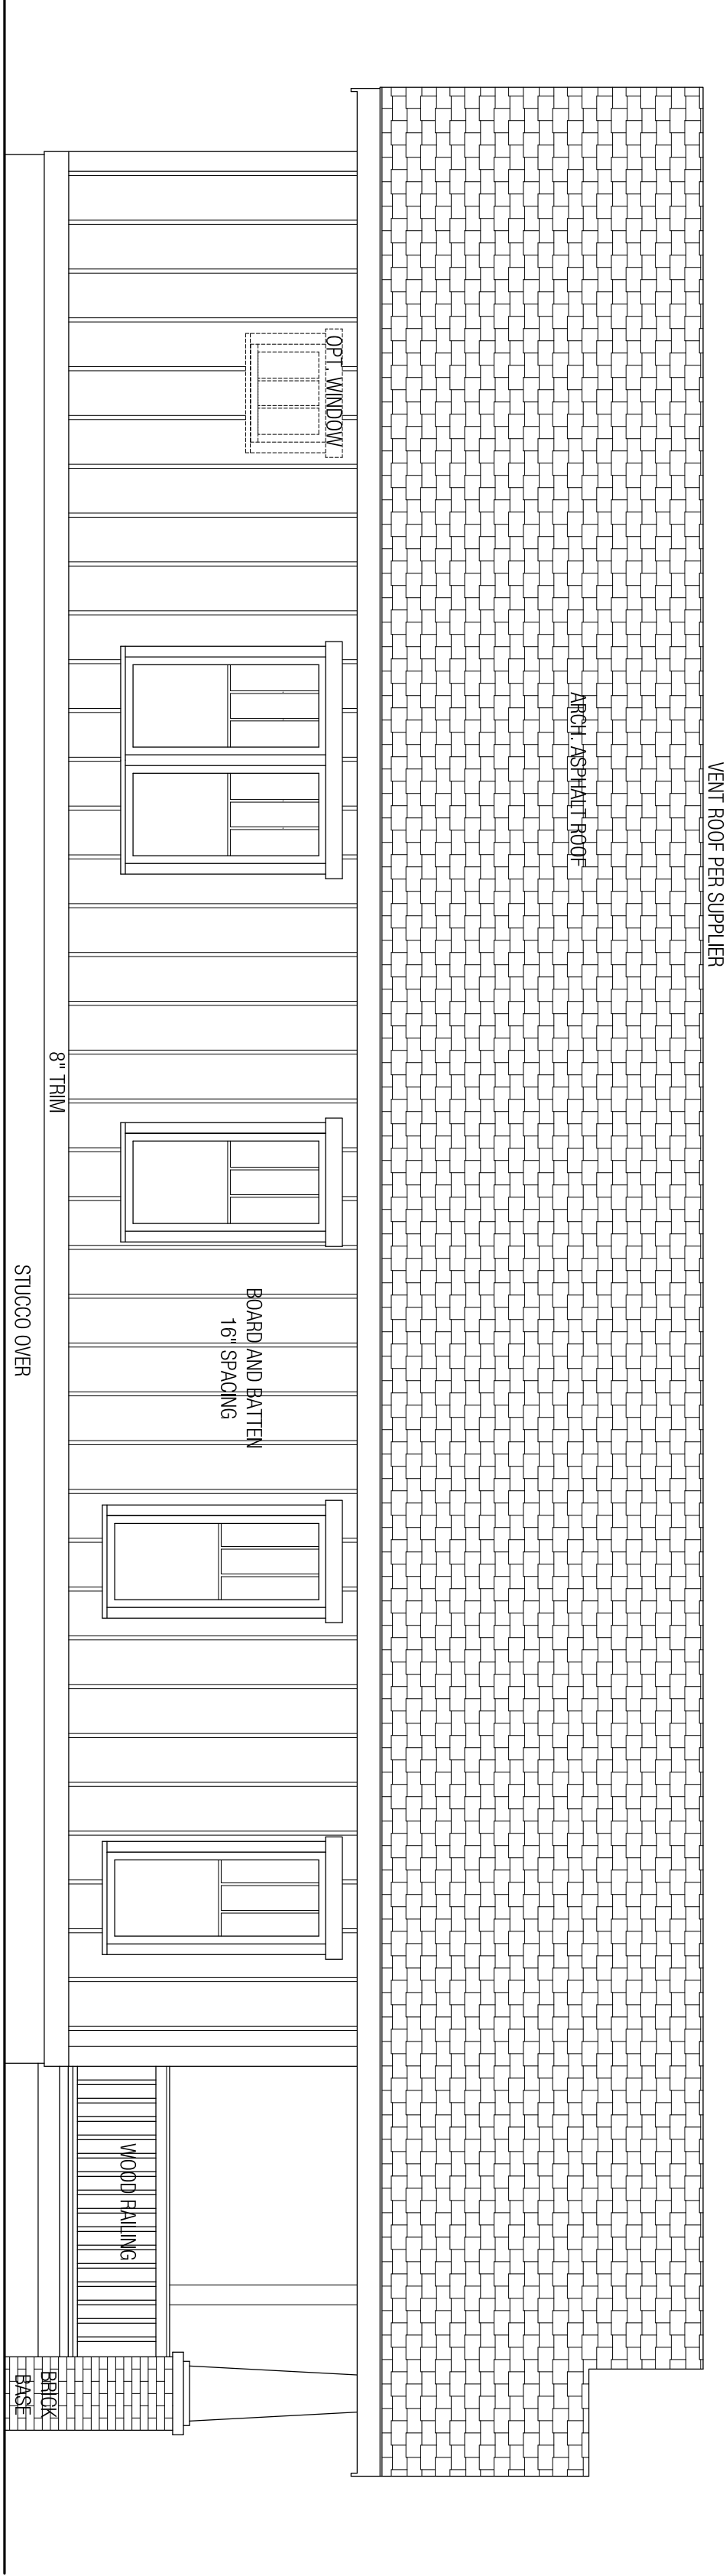 VENT ROOF PER SUPPLIER
ARCH. ASPHALT ROOF
OPT. WINDOW
BOARD AND BATTEN
16" SPACING
WOOD RAILING
8" TRIM
BRICK
BASE
STUCCO OVER